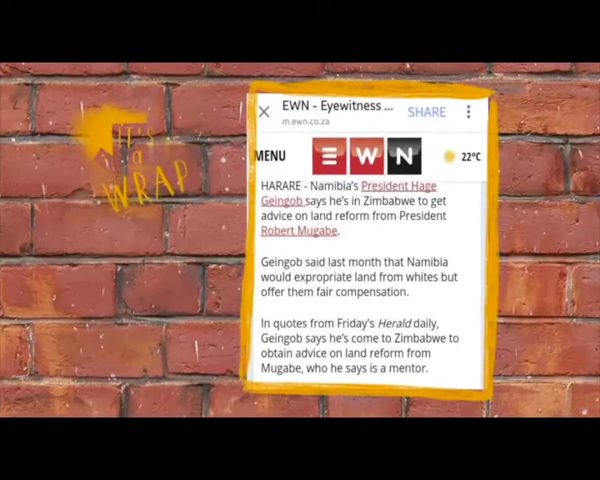 IT'S
a
WRAP
EWN - Eyewitness ...
SHARE
m.ewn.co.za
MENU
EWN
22°C
HARARE - Namibia's President Hage
Geingob says he's in Zimbabwe to get
advice on land reform from President
Robert Mugabe.
Geingob said last month that Namibia
would expropriate land from whites but
offer them fair compensation.
In quotes from Friday's Herald daily,
Geingob says he's come to Zimbabwe to
obtain advice on land reform from
Mugabe, who he says is a mentor.